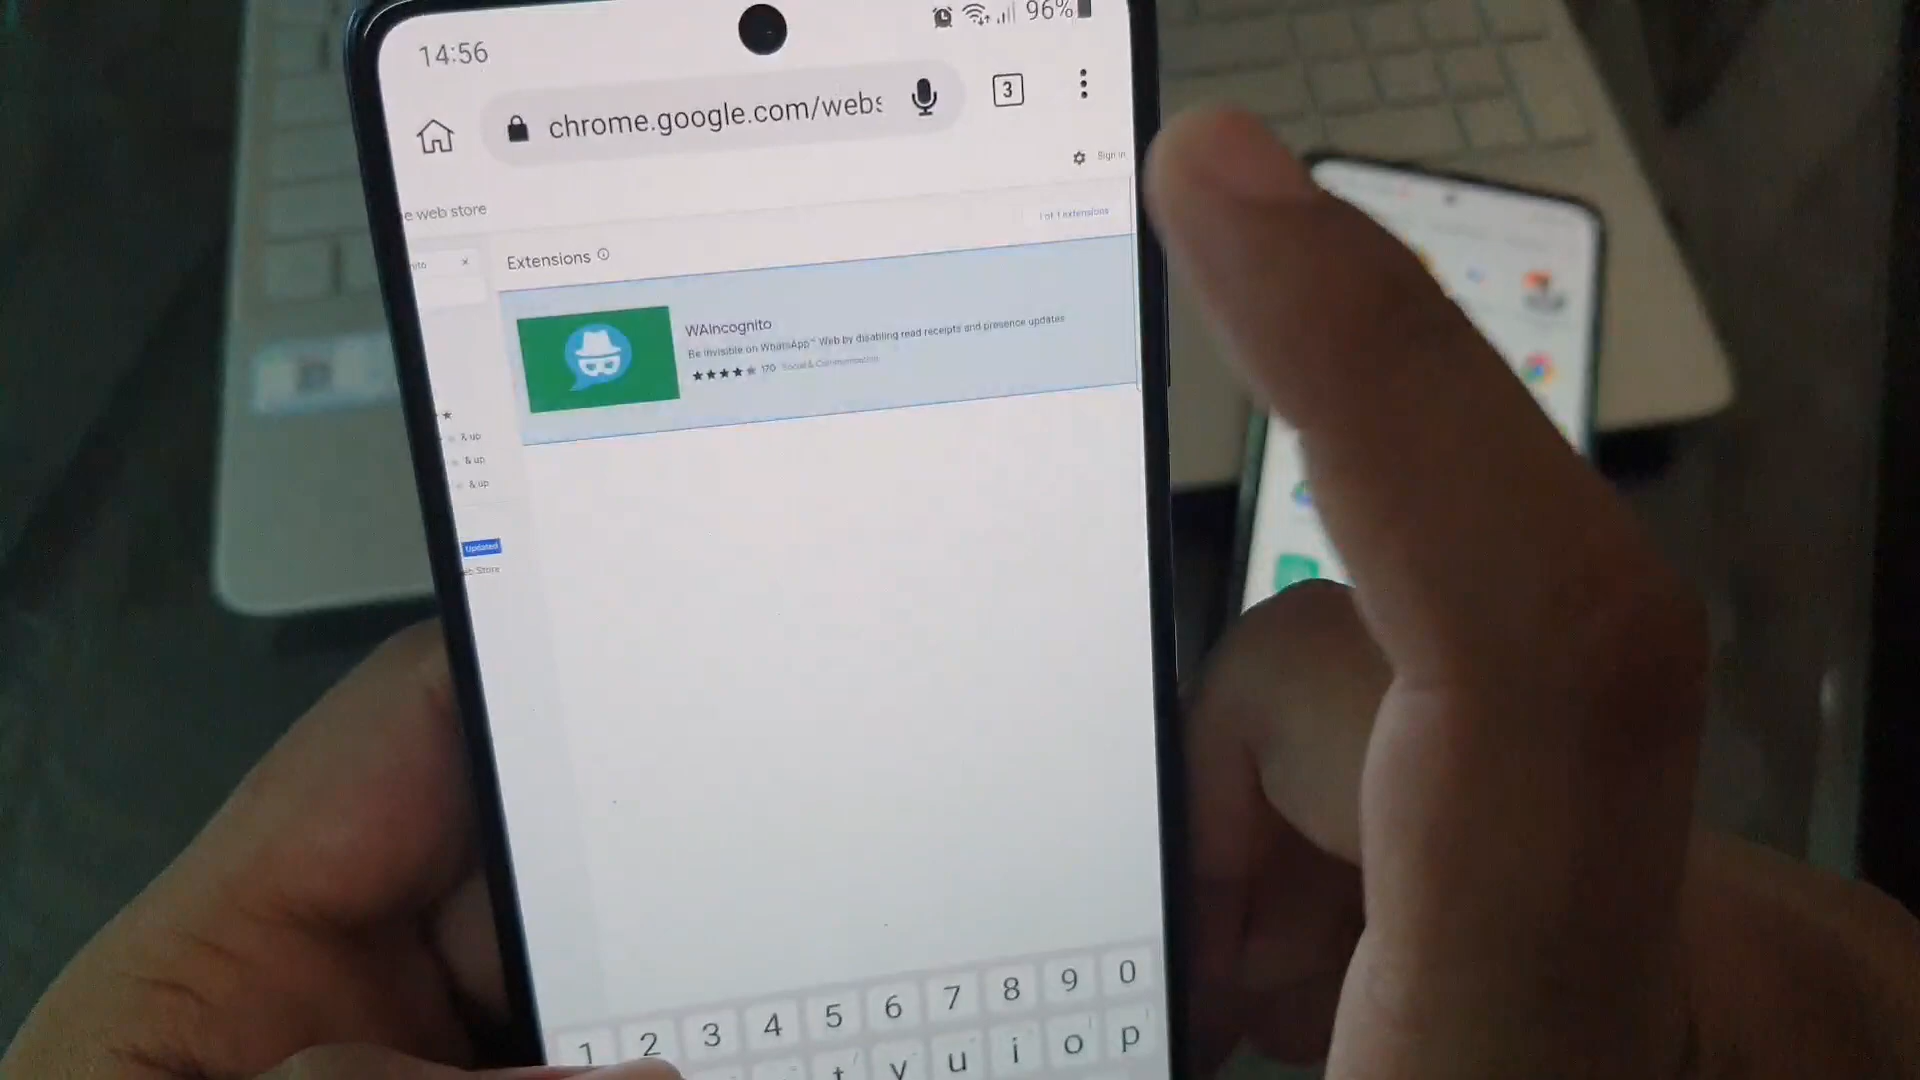 14:56
96%
chrome.google.com/webs
3
Sign in
e web store
1 of 1 extensions
nito ×
Extensions
WAIncognito
Be invisible on WhatsApp™ Web by disabling read receipts and presence updates
170 Social & Communication
& up
& up
& up
Updated
eb Store
1 2 3 4 5 6 7 8 9 0
t y u i o p